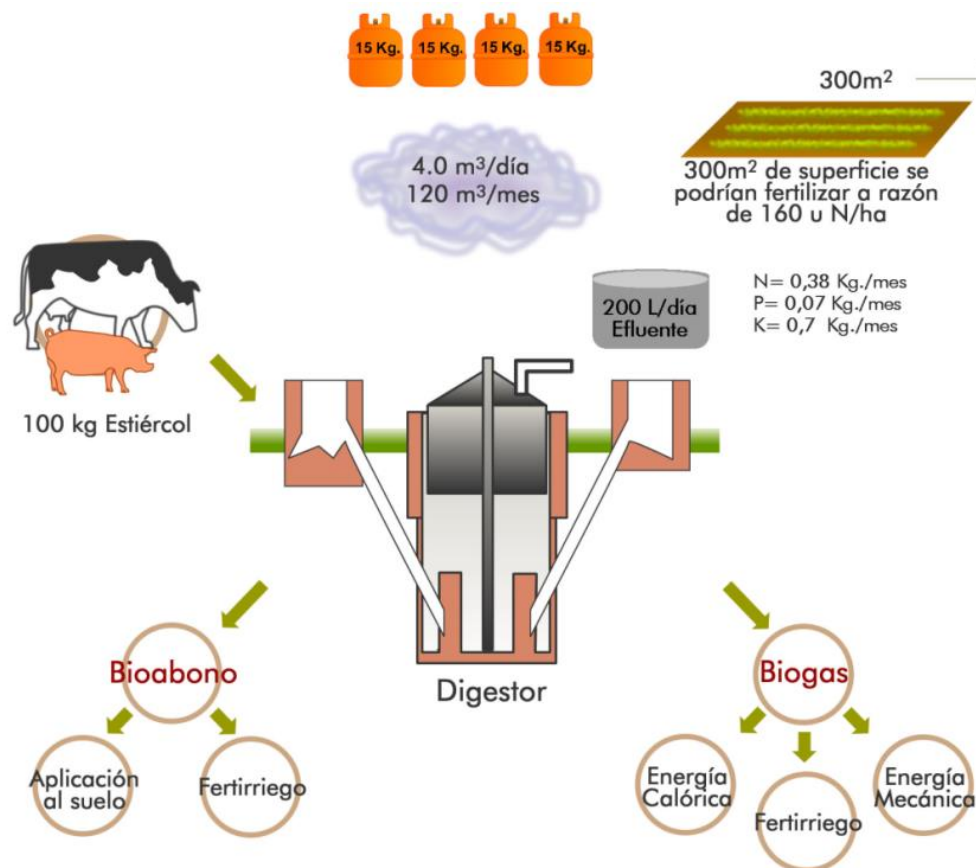 15 Kg. 15 Kg. 15 Kg. 15 Kg.
300m²
4.0 m³/día
120 m³/mes
300m² de superficie se
podrían fertilizar a razón
de 160 u N/ha
200 L/día
Efluente
N= 0,38 Kg./mes
P= 0,07 Kg./mes
K= 0,7 Kg./mes
100 kg Estiércol
Digestor
Bioabono
Aplicación
al suelo
Fertirriego
Biogas
Energía
Calórica
Fertirriego
Energía
Mecánica